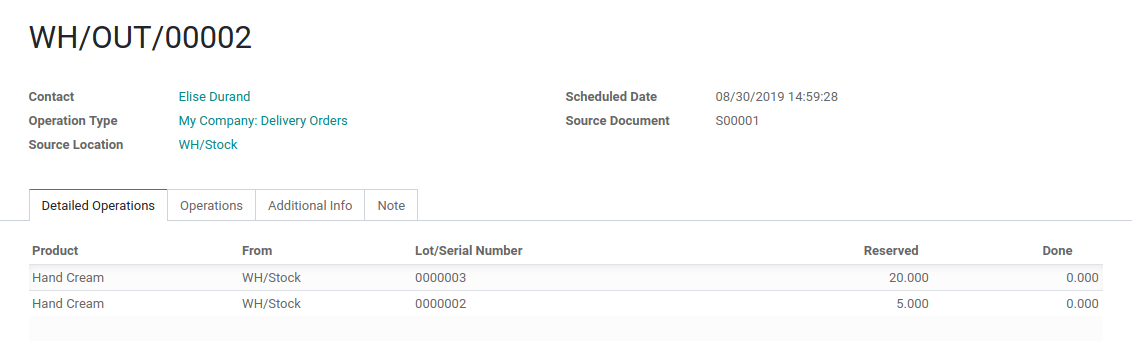 WH/OUT/00002
Contact Elise Durand Scheduled Date 08/30/2019 14:59:28
Operation Type My Company: Delivery Orders Source Document S00001
Source Location WH/Stock
Detailed Operations Operations Additional Info Note
Product From Lot/Serial Number Reserved Done
Hand Cream WH/Stock 0000003 20.000 0.000
Hand Cream WH/Stock 0000002 5.000 0.000